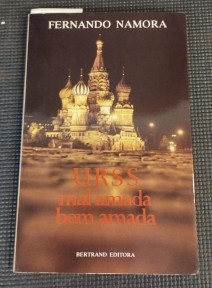 FERNANDO NAMORA
URSS
mal amada
bem amada
BERTRAND EDITORA